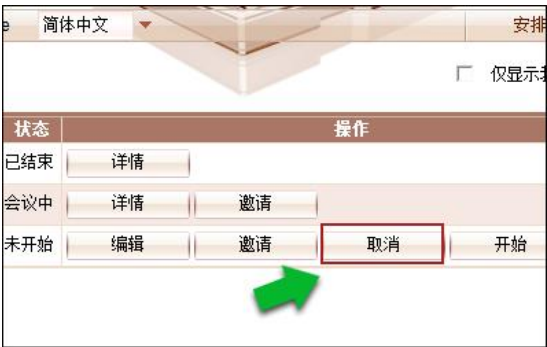 e 简体中文 安排
仅显示我
状态 操作
已结束 详情
会议中 详情 邀请
未开始 编辑 邀请 取消 开始